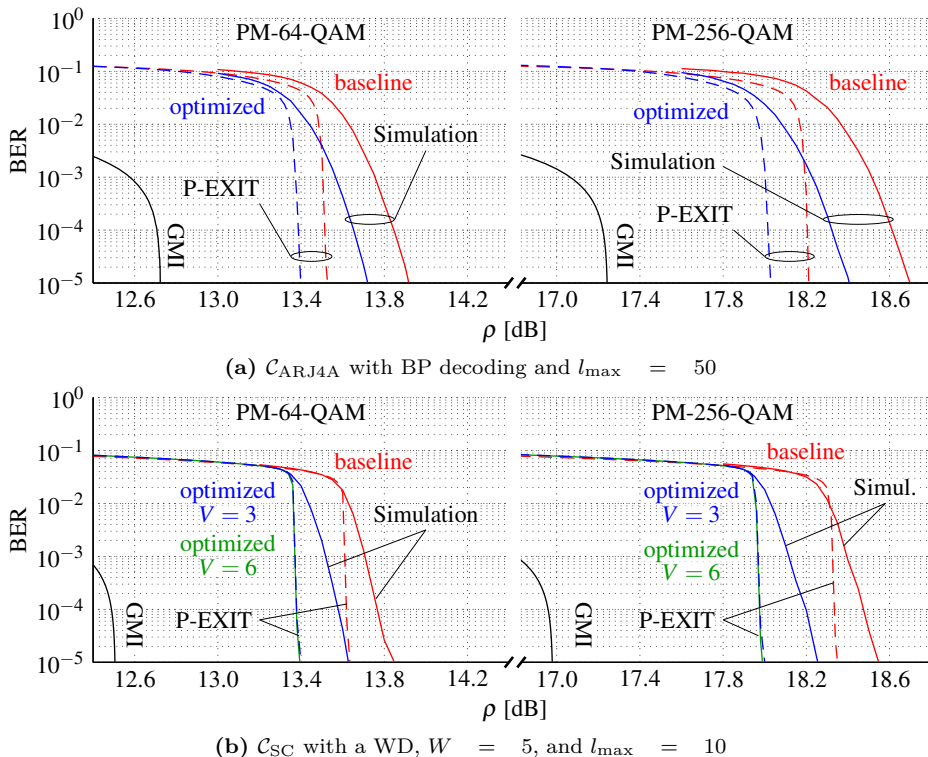 10^0
10^-1
10^-2
10^-3
10^-4
10^-5
BER
PM-64-QAM
PM-256-QAM
baseline
optimized
Simulation
P-EXIT
GMI
baseline
optimized
Simulation
P-EXIT
GMI
12.6 13.0 13.4 13.8 14.2 17.0 17.4 17.8 18.2 18.6
ρ [dB]
ρ [dB]
(a) C_ARJ4A with BP decoding and l_max = 50
10^0
10^-1
10^-2
10^-3
10^-4
10^-5
BER
PM-64-QAM
PM-256-QAM
baseline
optimized
V = 3
optimized
V = 6
Simulation
P-EXIT
GMI
baseline
optimized
V = 3
optimized
V = 6
Simul.
P-EXIT
GMI
12.6 13.0 13.4 13.8 14.2 17.0 17.4 17.8 18.2 18.6
ρ [dB]
ρ [dB]
(b) C_SC with a WD, W = 5, and l_max = 10